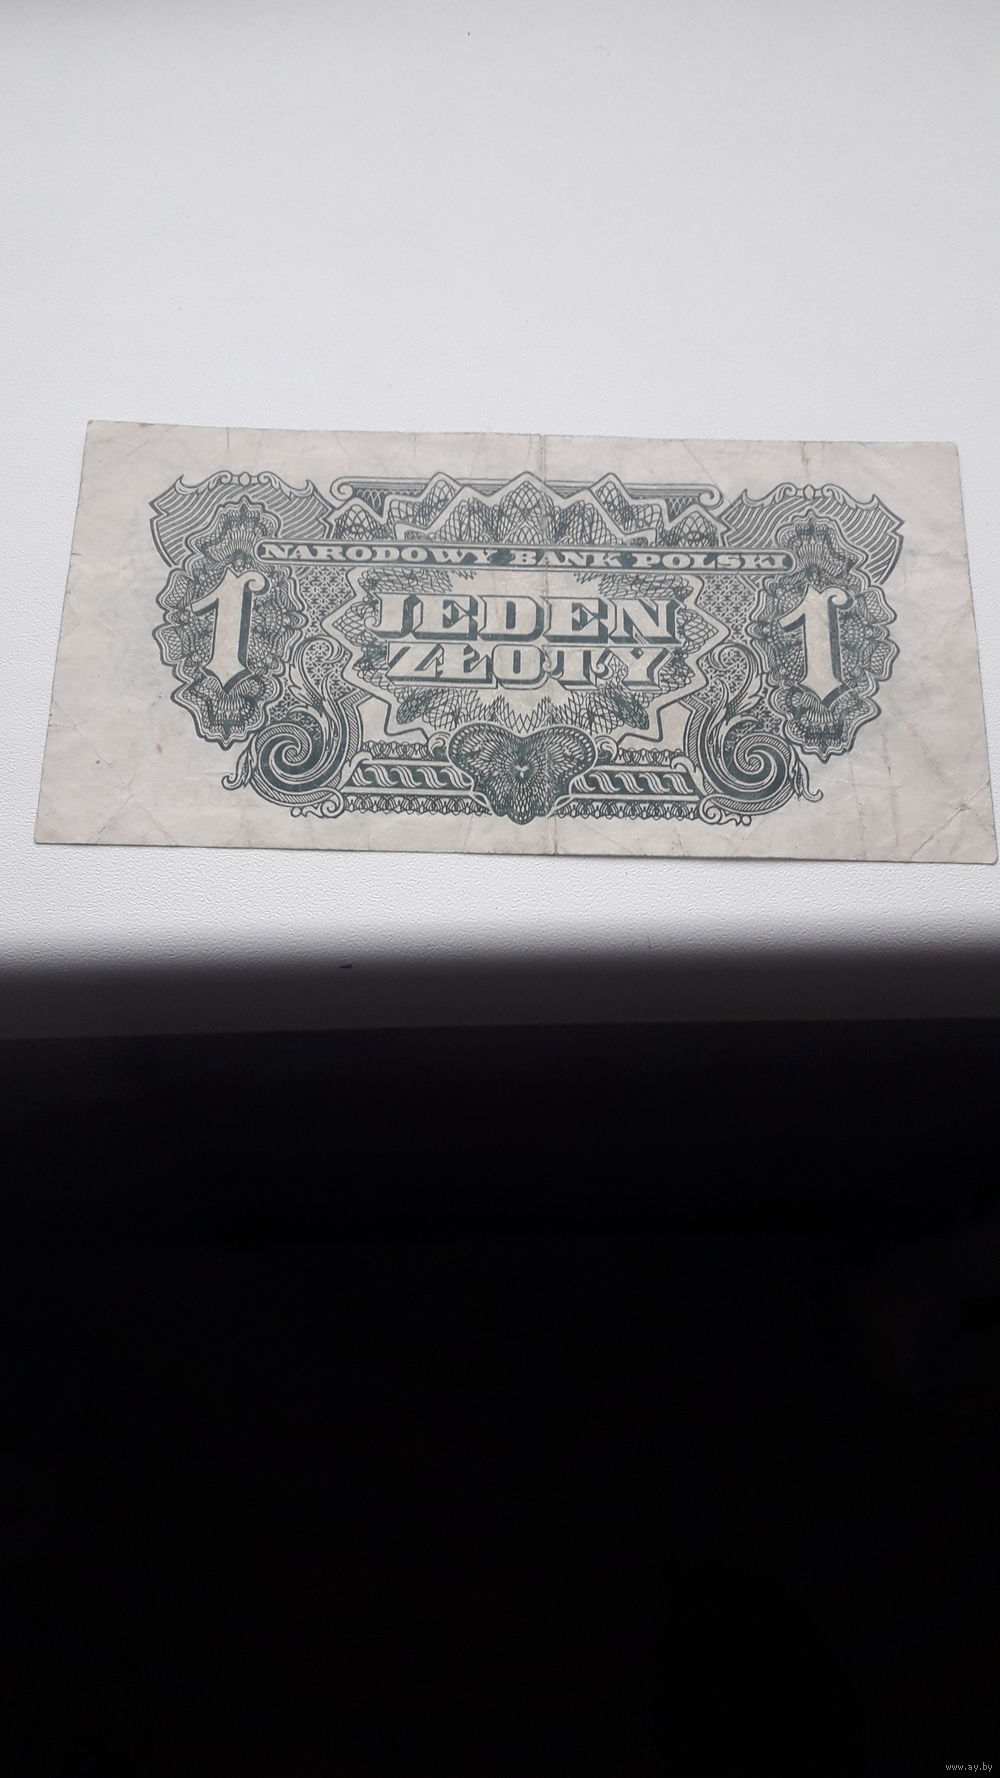 NARODOWY BANK POLSKI
1 JEDEN 1
ZŁOTY
www.ay.by